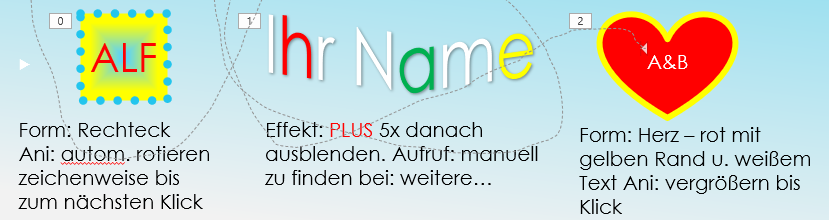 0
ALF
Form: Rechteck
Ani: autom. rotieren
zeichenweise bis
zum nächsten Klick
1
Ihr Name
Effekt: PLUS 5x danach
ausblenden. Aufruf: manuell
zu finden bei: weitere…
2
A&B
Form: Herz – rot mit
gelben Rand u. weißem
Text Ani: vergrößern bis
Klick